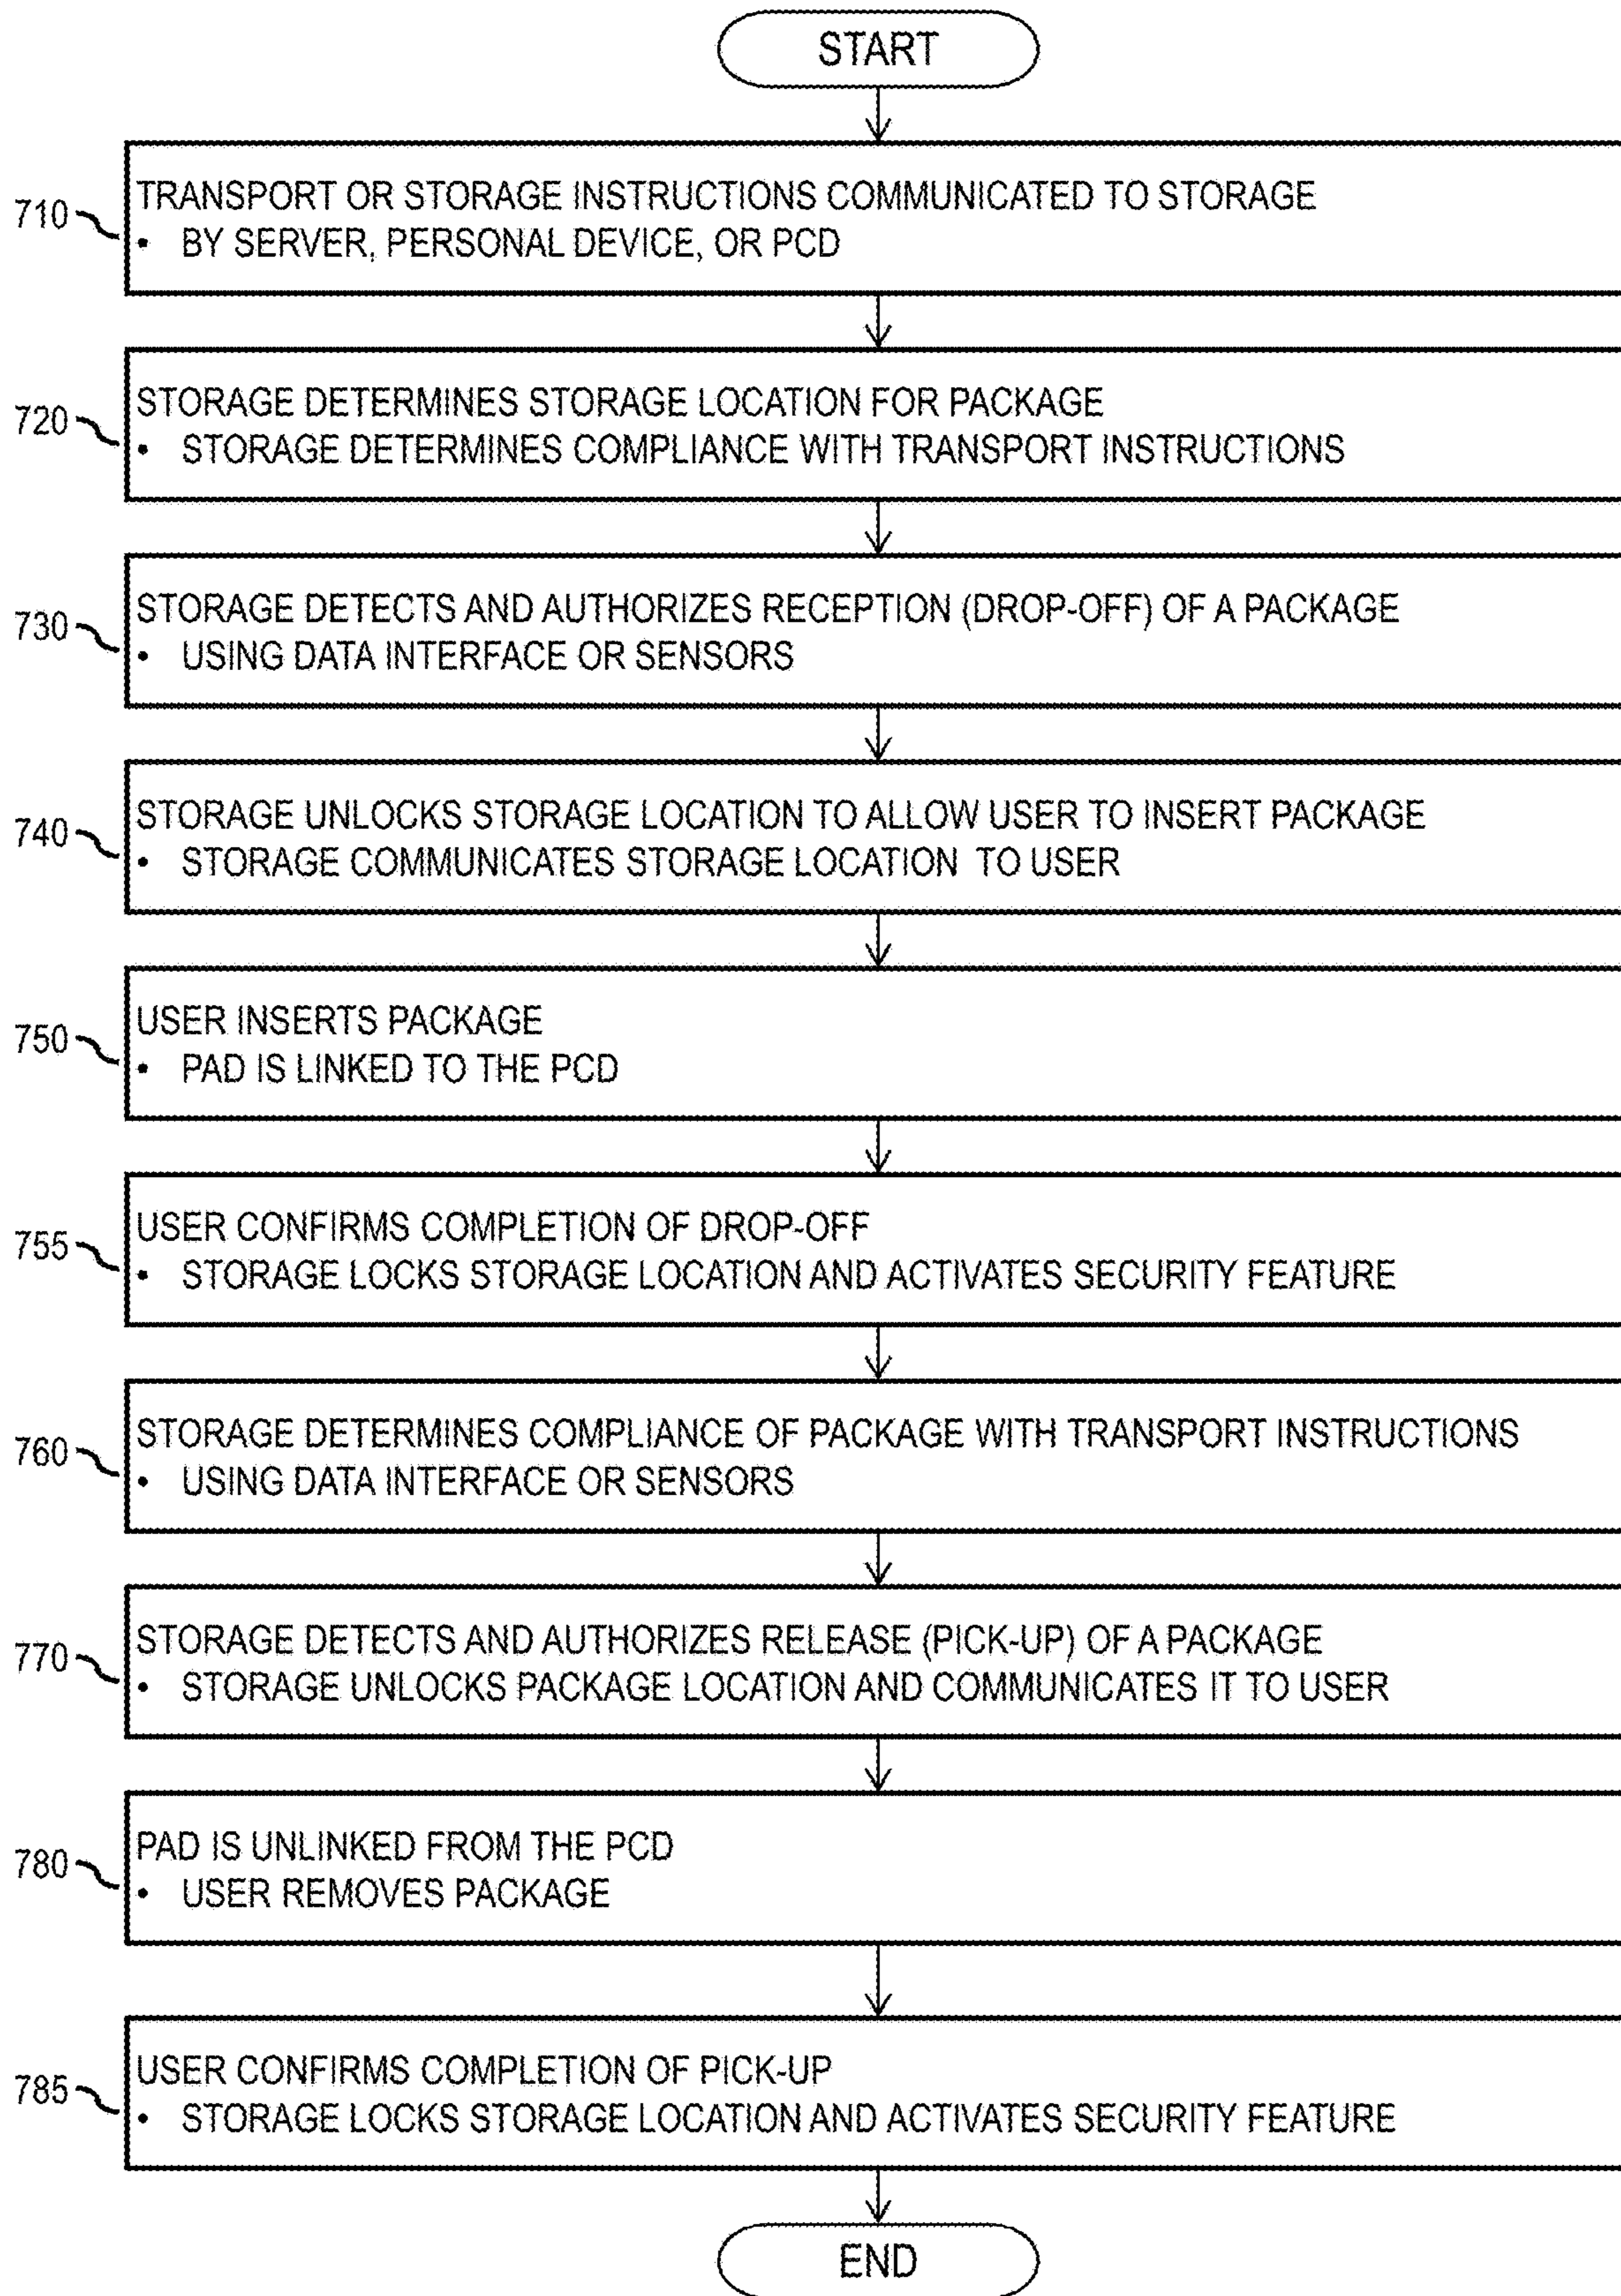 START
710
TRANSPORT OR STORAGE INSTRUCTIONS COMMUNICATED TO STORAGE
• BY SERVER, PERSONAL DEVICE, OR PCD
720
STORAGE DETERMINES STORAGE LOCATION FOR PACKAGE
• STORAGE DETERMINES COMPLIANCE WITH TRANSPORT INSTRUCTIONS
730
STORAGE DETECTS AND AUTHORIZES RECEPTION (DROP-OFF) OF A PACKAGE
• USING DATA INTERFACE OR SENSORS
740
STORAGE UNLOCKS STORAGE LOCATION TO ALLOW USER TO INSERT PACKAGE
• STORAGE COMMUNICATES STORAGE LOCATION TO USER
750
USER INSERTS PACKAGE
• PAD IS LINKED TO THE PCD
755
USER CONFIRMS COMPLETION OF DROP-OFF
• STORAGE LOCKS STORAGE LOCATION AND ACTIVATES SECURITY FEATURE
760
STORAGE DETERMINES COMPLIANCE OF PACKAGE WITH TRANSPORT INSTRUCTIONS
• USING DATA INTERFACE OR SENSORS
770
STORAGE DETECTS AND AUTHORIZES RELEASE (PICK-UP) OF A PACKAGE
• STORAGE UNLOCKS PACKAGE LOCATION AND COMMUNICATES IT TO USER
780
PAD IS UNLINKED FROM THE PCD
• USER REMOVES PACKAGE
785
USER CONFIRMS COMPLETION OF PICK-UP
• STORAGE LOCKS STORAGE LOCATION AND ACTIVATES SECURITY FEATURE
END